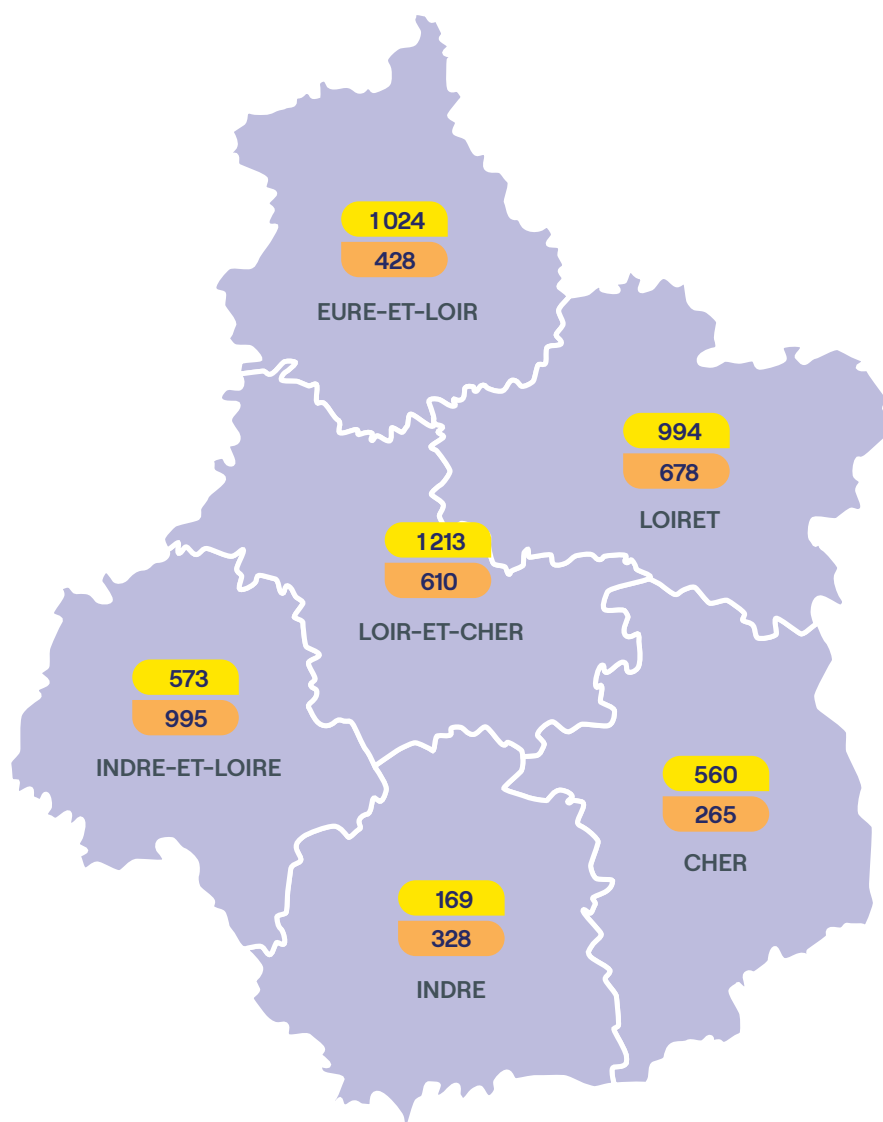 1 024
428
EURE-ET-LOIR
994
678
LOIRET
1 213
610
LOIR-ET-CHER
573
995
INDRE-ET-LOIRE
560
265
CHER
169
328
INDRE